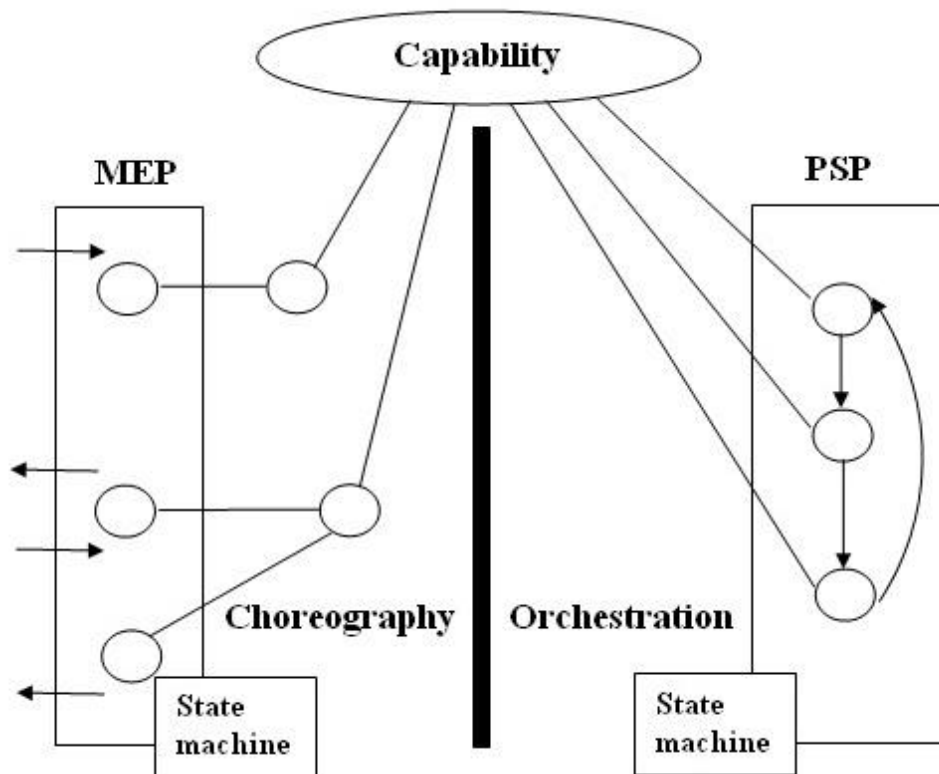 Capability
MEP
PSP
Choreography
Orchestration
State
machine
State
machine